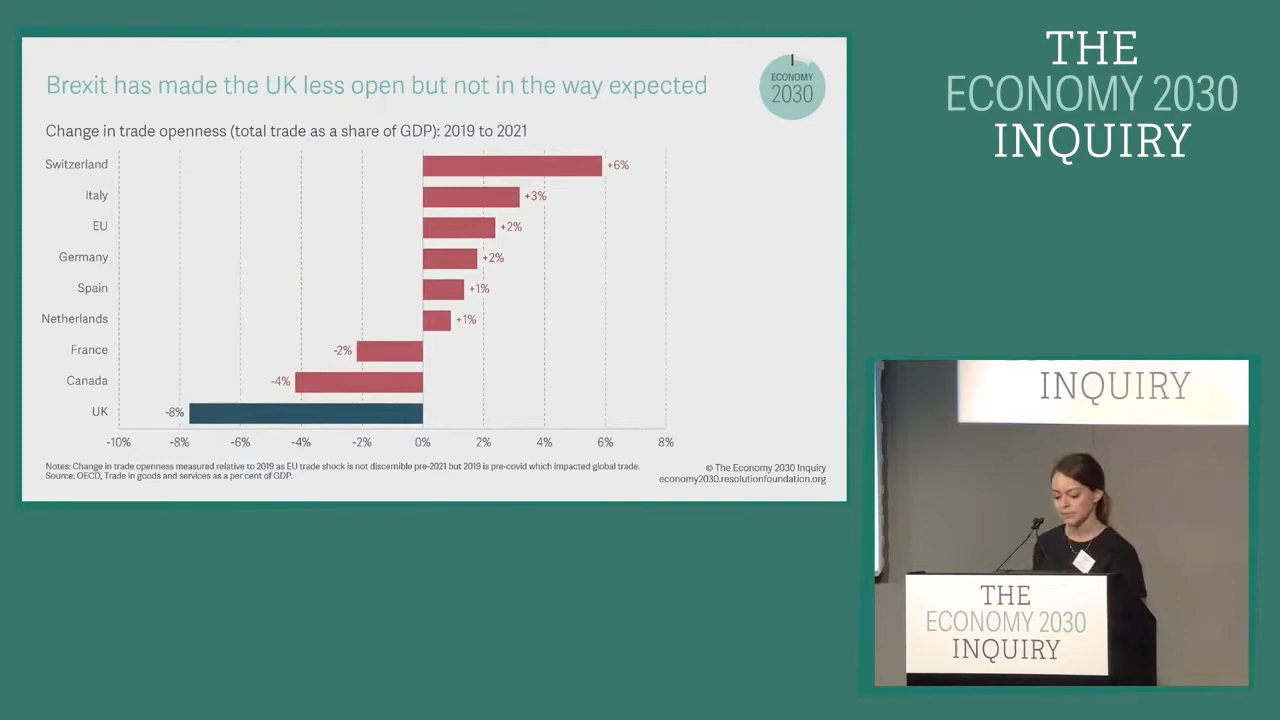 Brexit has made the UK less open but not in the way expected
ECONOMY
2030
Change in trade openness (total trade as a share of GDP): 2019 to 2021
Switzerland +6%
Italy +3%
EU +2%
Germany +2%
Spain +1%
Netherlands +1%
France -2%
Canada -4%
UK -8%
-10% -8% -6% -4% -2% 0% 2% 4% 6% 8%
Notes: Change in trade openness measured relative to 2019 as EU trade shock is not discernible pre-2021 but 2019 is pre-covid which impacted global trade.
Source: OECD, Trade in goods and services as a per cent of GDP.
© The Economy 2030 Inquiry
economy2030.resolutionfoundation.org
THE
ECONOMY 2030
INQUIRY
INQUIRY
THE
ECONOMY 2030
INQUIRY